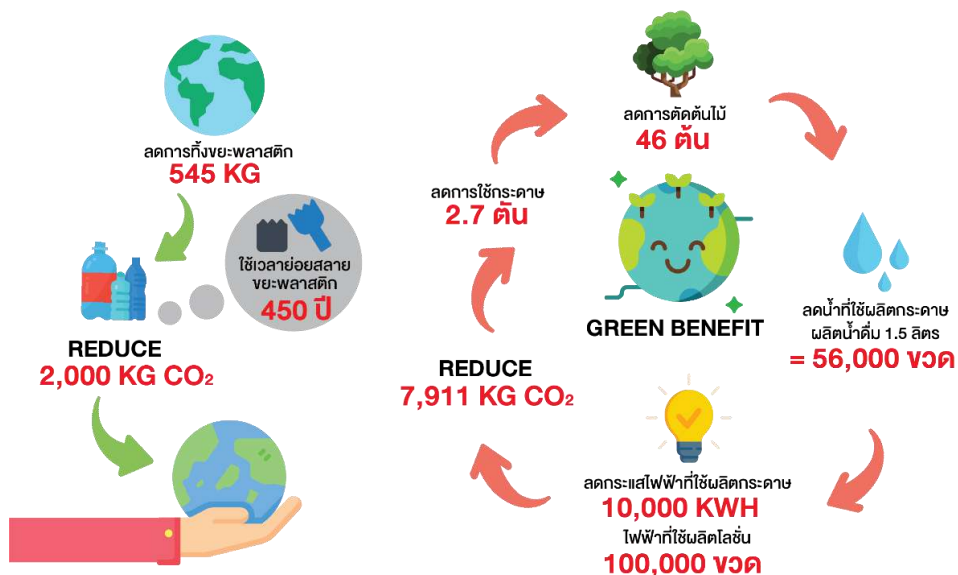 ลดการทิ้งขยะพลาสติก
545 KG
ใช้เวลาย่อยสลาย
ขยะพลาสติก
450 ปี
REDUCE
2,000 KG CO₂
ลดการตัดต้นไม้
46 ต้น
ลดการใช้กระดาษ
2.7 ตัน
GREEN BENEFIT
ลดน้ำที่ใช้ผลิตกระดาษ
ผลิตน้ำดื่ม 1.5 ลิตร
= 56,000 ขวด
REDUCE
7,911 KG CO₂
ลดกระแสไฟฟ้าที่ใช้ผลิตกระดาษ
10,000 KWH
ไฟฟ้าที่ใช้ผลิตโลชั่น
100,000 ขวด